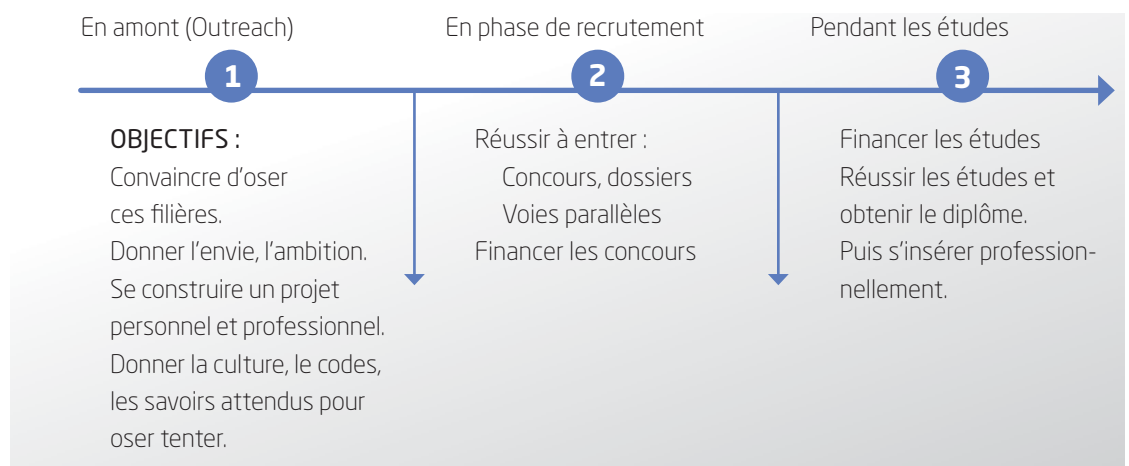 En amont (Outreach)
En phase de recrutement
Pendant les études
1
2
3
OBJECTIFS :
Convaincre d'oser
ces filières.
Donner l'envie, l'ambition.
Se construire un projet
personnel et professionnel.
Donner la culture, le codes,
les savoirs attendus pour
oser tenter.
Réussir à entrer :
Concours, dossiers
Voies parallèles
Financer les concours
Financer les études
Réussir les études et
obtenir le diplôme.
Puis s'insérer profession-
nellement.